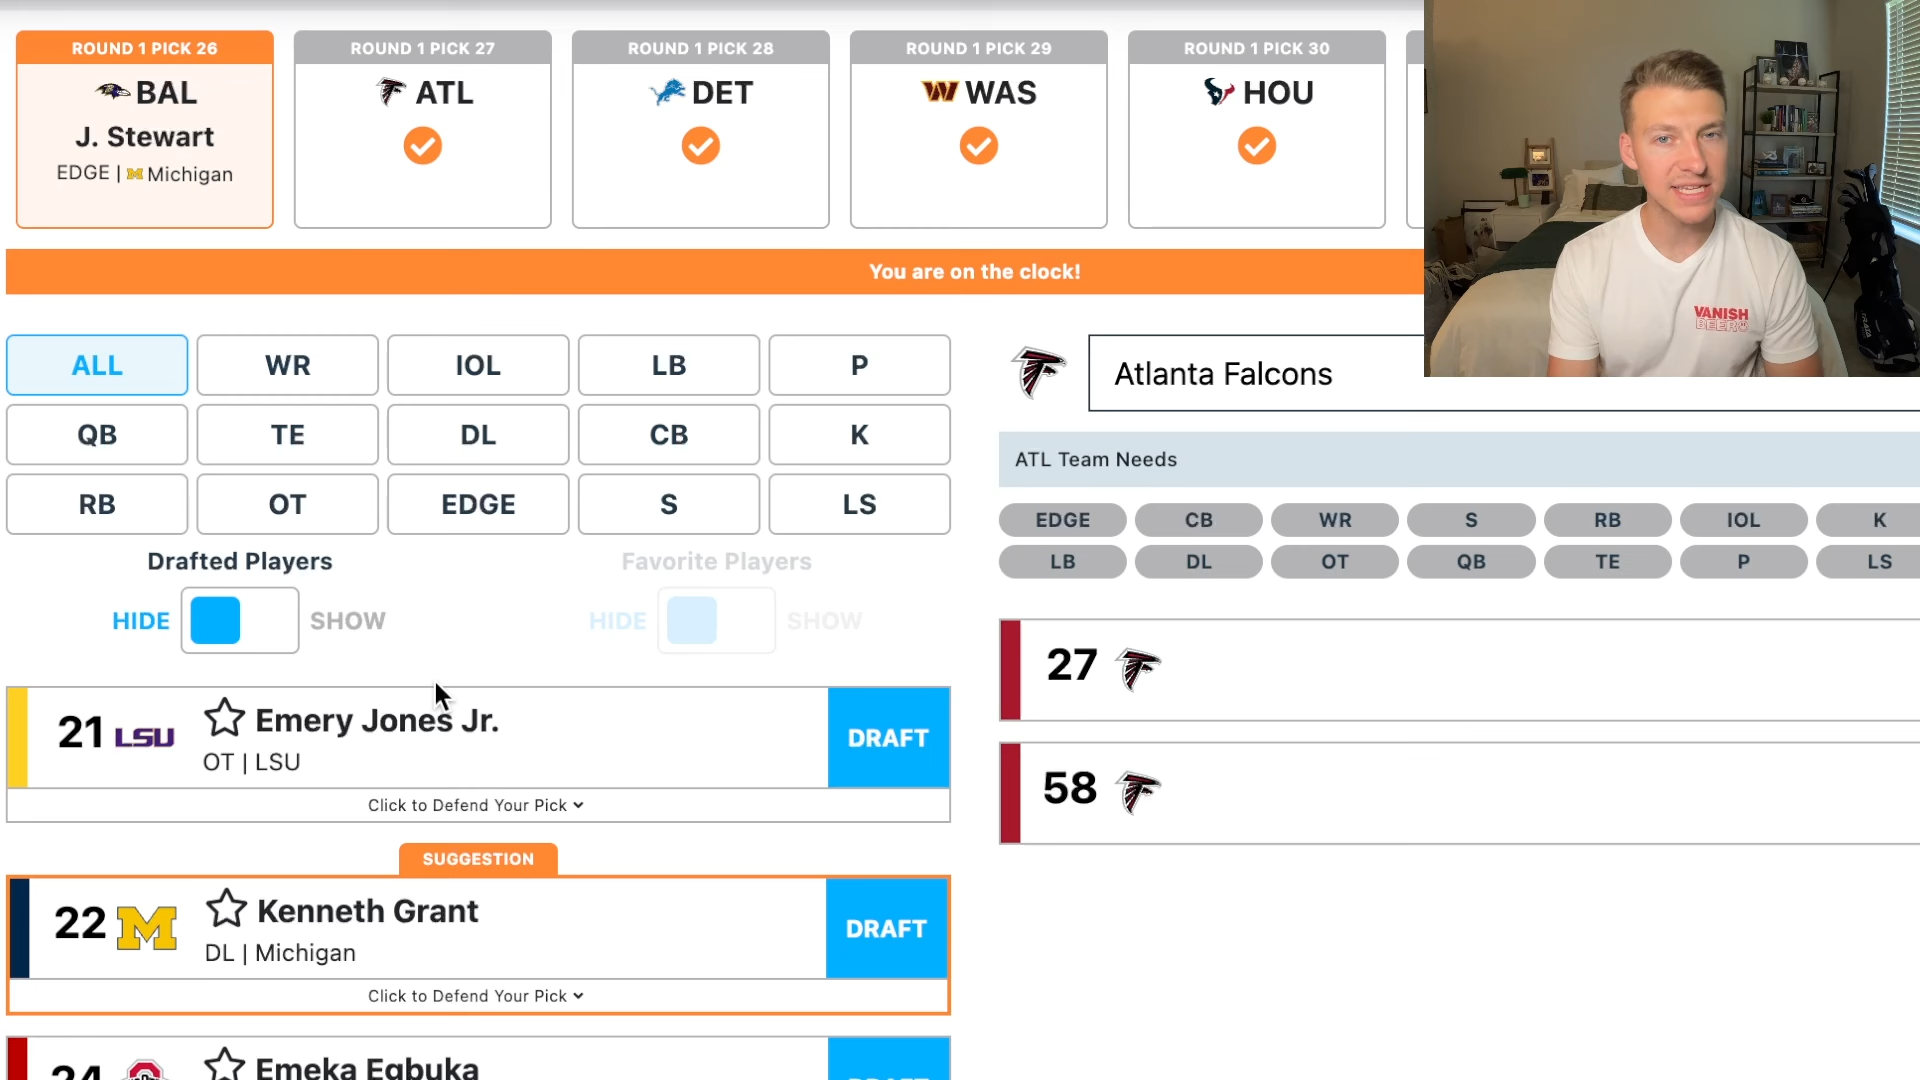 ROUND 1 PICK 26
BAL
J. Stewart
EDGE | Michigan
ROUND 1 PICK 27
ATL
ROUND 1 PICK 28
DET
ROUND 1 PICK 29
WAS
ROUND 1 PICK 30
HOU
VANISH
BEER
You are on the clock!
ALL
WR
IOL
LB
P
QB
TE
DL
CB
K
RB
OT
EDGE
S
LS
Drafted Players
Favorite Players
HIDE
SHOW
HIDE
SHOW
21 LSU Emery Jones Jr.
OT | LSU
DRAFT
Click to Defend Your Pick
SUGGESTION
22 M Kenneth Grant
DL | Michigan
DRAFT
Click to Defend Your Pick
24 Emeka Egbuka
DRAFT
Atlanta Falcons
ATL Team Needs
EDGE
CB
WR
S
RB
IOL
K
LB
DL
OT
QB
TE
P
LS
27
58